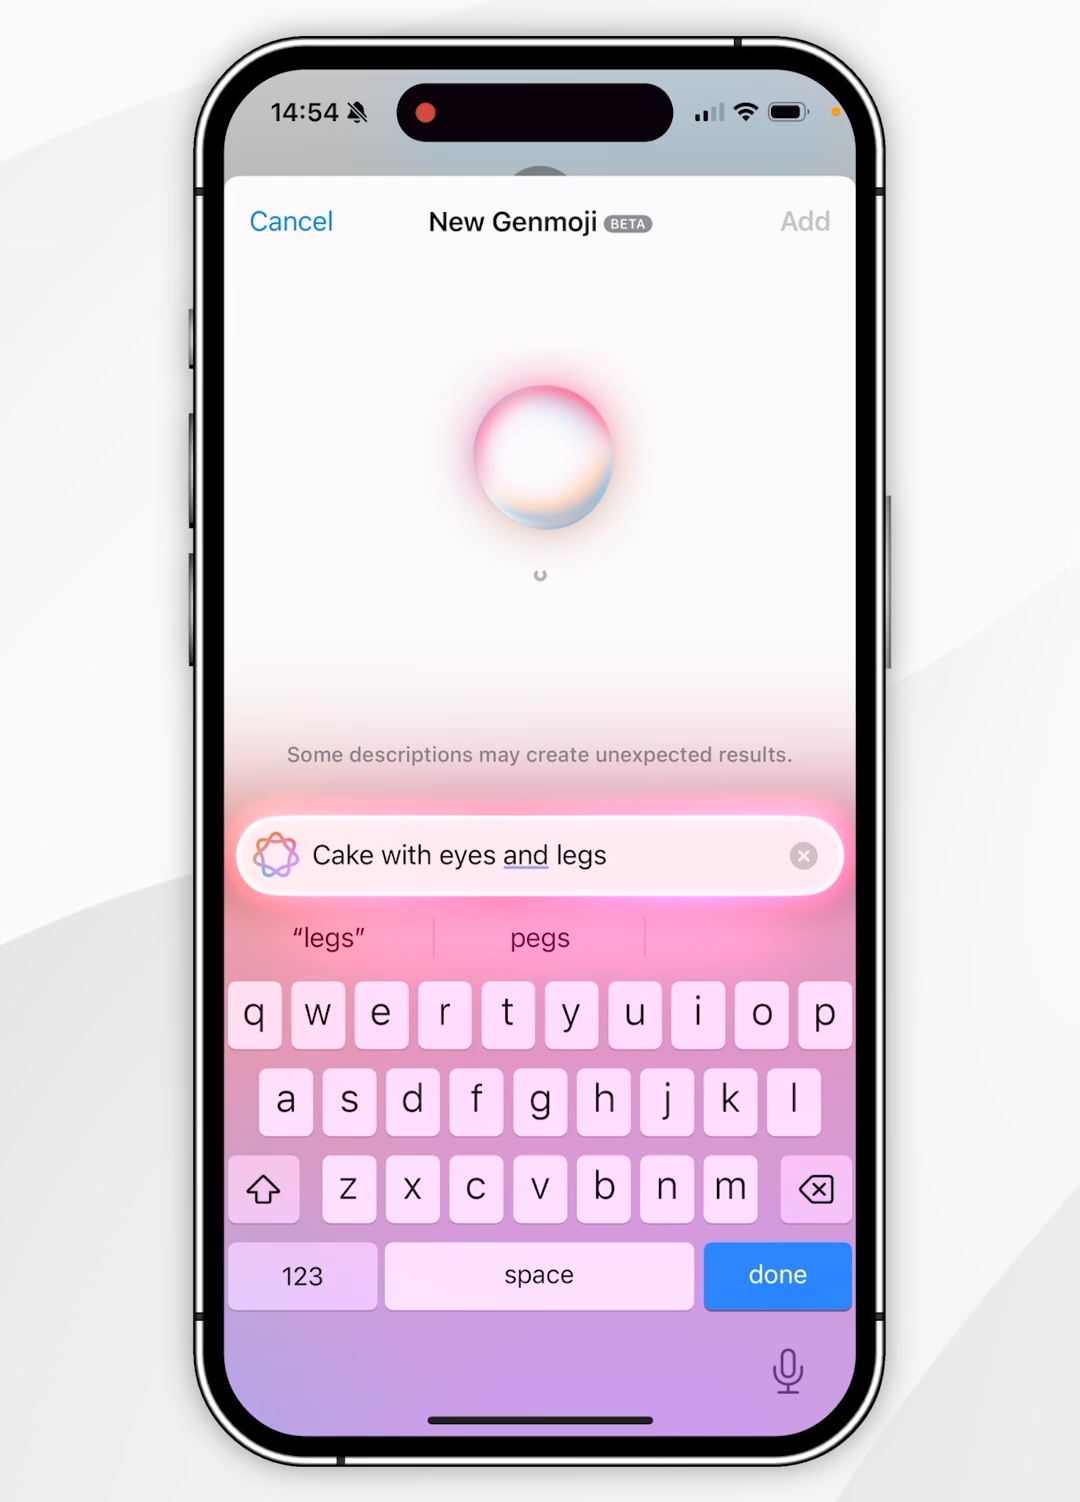 14:54
Cancel New Genmoji BETA Add
Some descriptions may create unexpected results.
Cake with eyes and legs
“legs” pegs
q w e r t y u i o p
a s d f g h j k l
z x c v b n m
123 space done